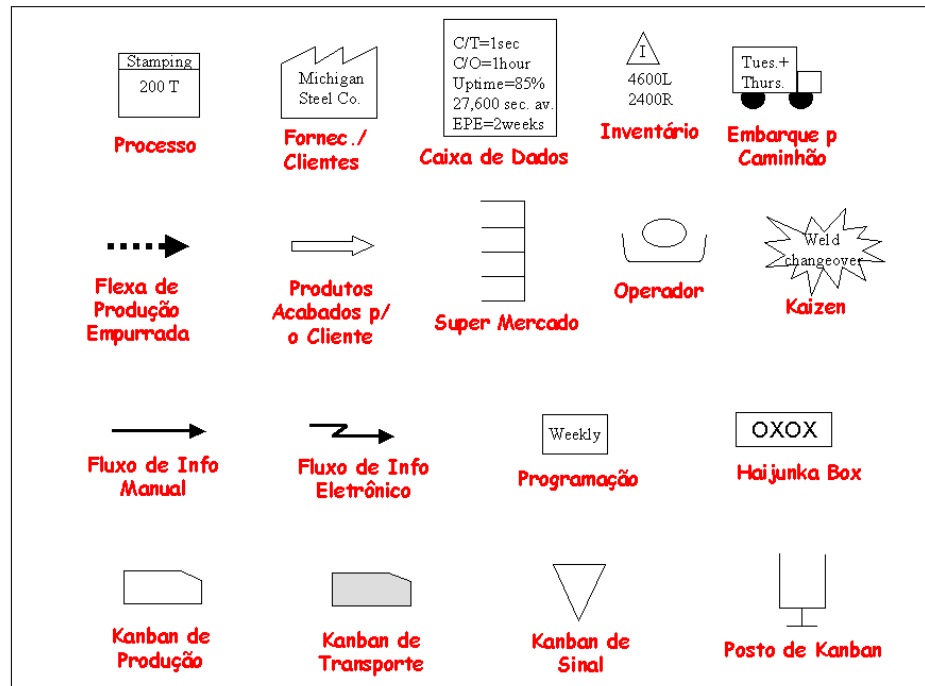 Stamping
200 T
Processo
Michigan
Steel Co.
Fornec./
Clientes
C/T=1sec
C/O=1hour
Uptime=85%
27,600 sec. av.
EPE=2weeks
Caixa de Dados
I
4600L
2400R
Inventário
Tues.+
Thurs.
Embarque p
Caminhão
Flexa de
Produção
Empurrada
Produtos
Acabados p/
o Cliente
Super Mercado
Operador
Weld
changeover
Kaizen
Fluxo de Info
Manual
Fluxo de Info
Eletrônico
Weekly
Programação
OXOX
Haijunka Box
Kanban de
Produção
Kanban de
Transporte
Kanban de
Sinal
Posto de Kanban